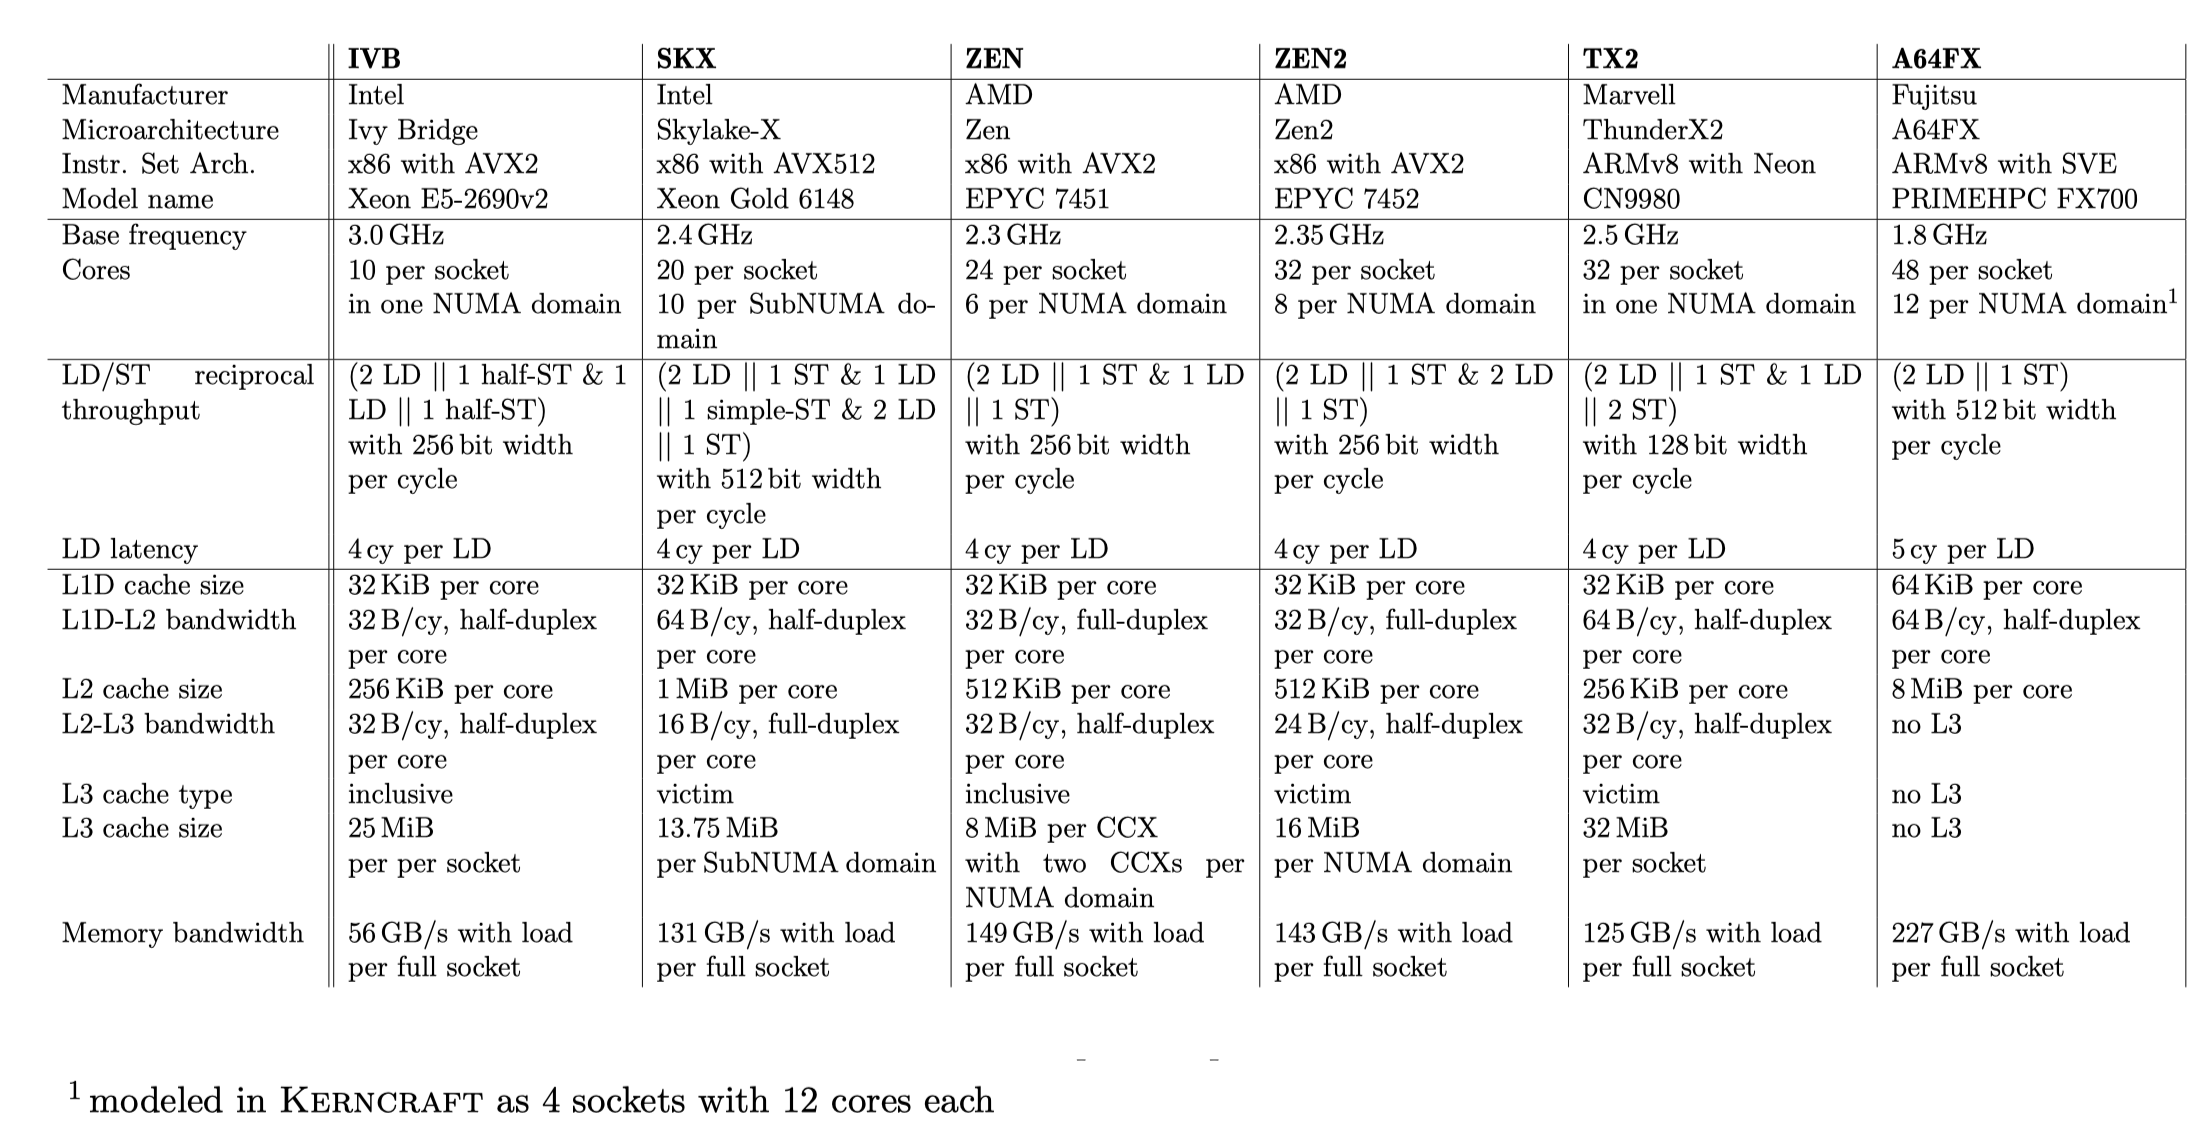 IVB SKX ZEN ZEN2 TX2 A64FX
Manufacturer Intel Intel AMD AMD Marvell Fujitsu
Microarchitecture Ivy Bridge Skylake-X Zen Zen2 ThunderX2 A64FX
Instr. Set Arch. x86 with AVX2 x86 with AVX512 x86 with AVX2 x86 with AVX2 ARMv8 with Neon ARMv8 with SVE
Model name Xeon E5-2690v2 Xeon Gold 6148 EPYC 7451 EPYC 7452 CN9980 PRIMEHPC FX700
Base frequency 3.0 GHz 2.4 GHz 2.3 GHz 2.35 GHz 2.5 GHz 1.8 GHz
Cores 10 per socket 20 per socket 24 per socket 32 per socket 32 per socket 48 per socket
in one NUMA domain 10 per SubNUMA do- 6 per NUMA domain 8 per NUMA domain in one NUMA domain 12 per NUMA domain¹
main
LD/ST reciprocal (2 LD || 1 half-ST & 1 (2 LD || 1 ST & 1 LD (2 LD || 1 ST & 1 LD (2 LD || 1 ST & 2 LD (2 LD || 1 ST & 1 LD (2 LD || 1 ST)
throughput LD || 1 half-ST) || 1 simple-ST & 2 LD || 1 ST) || 1 ST) || 2 ST) with 512 bit width
with 256 bit width || 1 ST) with 256 bit width with 256 bit width with 128 bit width per cycle
per cycle with 512 bit width per cycle per cycle per cycle
per cycle
LD latency 4 cy per LD 4 cy per LD 4 cy per LD 4 cy per LD 4 cy per LD 5 cy per LD
L1D cache size 32 KiB per core 32 KiB per core 32 KiB per core 32 KiB per core 32 KiB per core 64 KiB per core
L1D-L2 bandwidth 32 B/cy, half-duplex 64 B/cy, half-duplex 32 B/cy, full-duplex 32 B/cy, full-duplex 64 B/cy, half-duplex 64 B/cy, half-duplex
per core per core per core per core per core per core
L2 cache size 256 KiB per core 1 MiB per core 512 KiB per core 512 KiB per core 256 KiB per core 8 MiB per core
L2-L3 bandwidth 32 B/cy, half-duplex 16 B/cy, full-duplex 32 B/cy, half-duplex 24 B/cy, half-duplex 32 B/cy, half-duplex no L3
per core per core per core per core per core
L3 cache type inclusive victim inclusive victim victim no L3
L3 cache size 25 MiB 13.75 MiB 8 MiB per CCX 16 MiB 32 MiB no L3
per per socket per SubNUMA domain with two CCXs per per NUMA domain per socket
NUMA domain
Memory bandwidth 56 GB/s with load 131 GB/s with load 149 GB/s with load 143 GB/s with load 125 GB/s with load 227 GB/s with load
per full socket per full socket per full socket per full socket per full socket per full socket
¹ modeled in KERNCRAFT as 4 sockets with 12 cores each